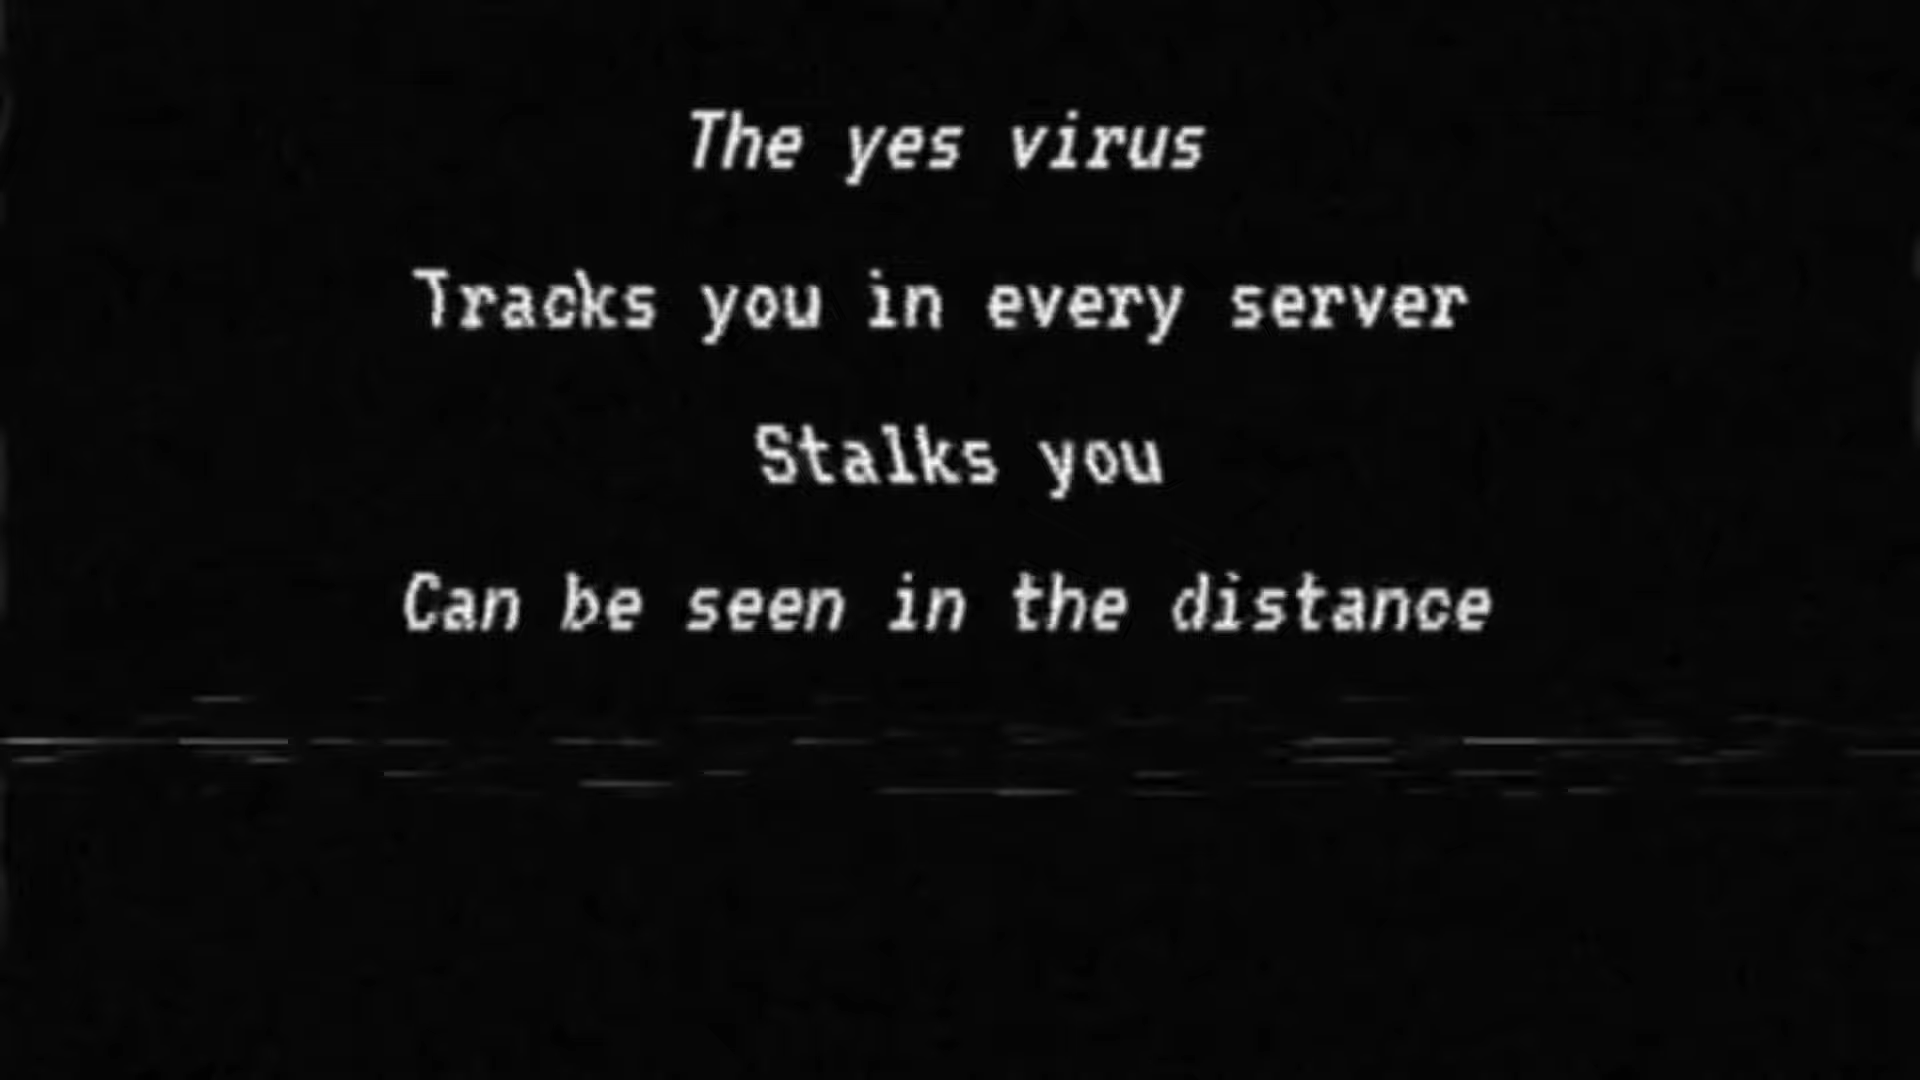 The yes virus
Tracks you in every server
Stalks you
Can be seen in the distance